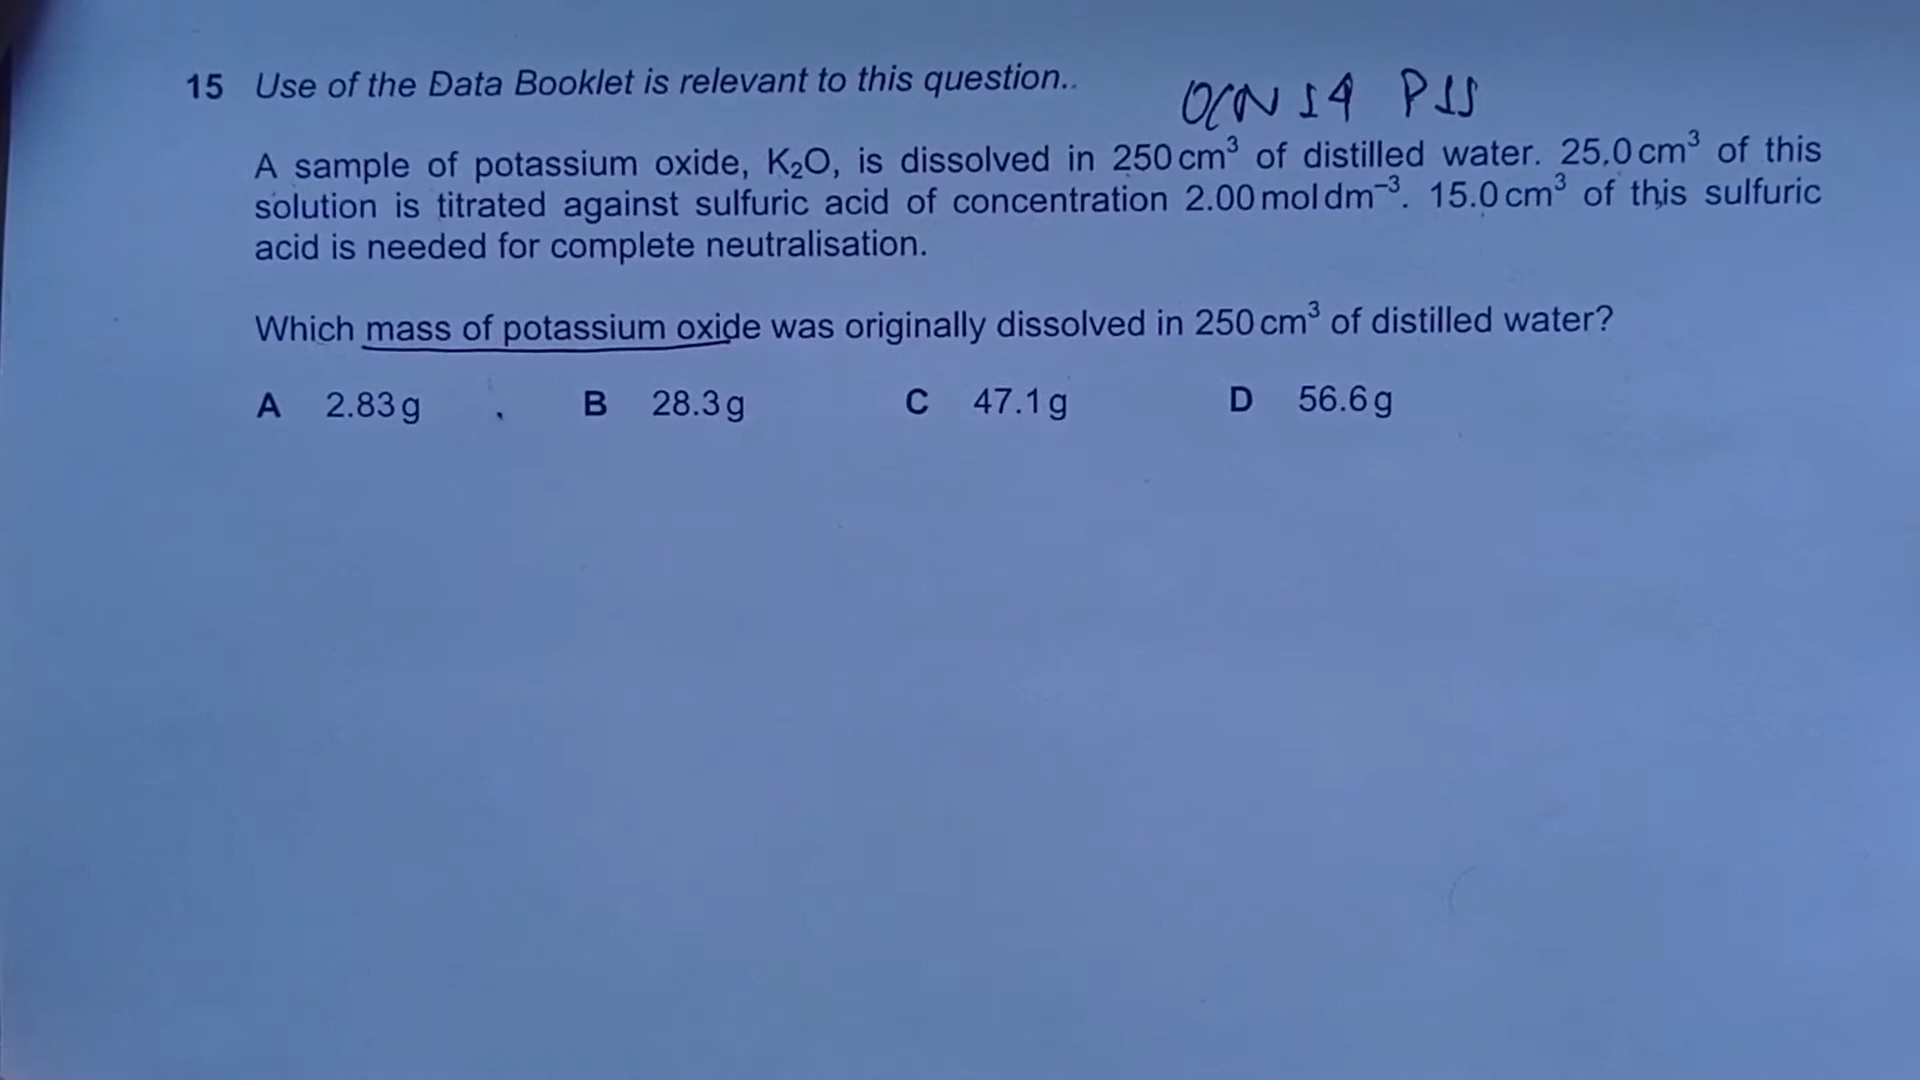 15 Use of the Data Booklet is relevant to this question..
O/N 14 P11
A sample of potassium oxide, K₂O, is dissolved in 250 cm³ of distilled water. 25.0 cm³ of this
solution is titrated against sulfuric acid of concentration 2.00 mol dm⁻³. 15.0 cm³ of this sulfuric
acid is needed for complete neutralisation.
Which mass of potassium oxide was originally dissolved in 250 cm³ of distilled water?
A 2.83 g B 28.3 g C 47.1 g D 56.6 g